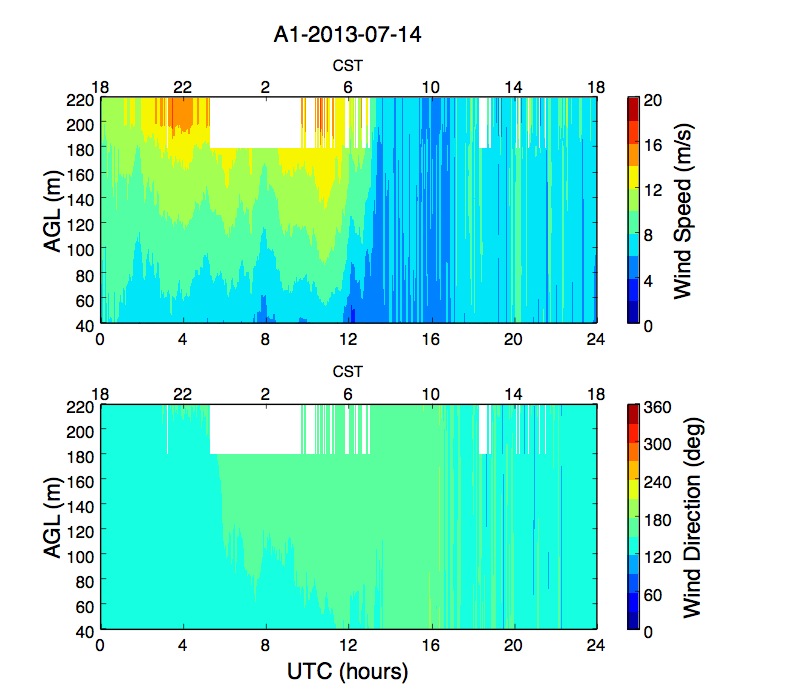 A1-2013-07-14
CST
18 22 2 6 10 14 18
220
200
180
160
140
120
100
80
60
40
AGL (m)
0 4 8 12 16 20 24
20
16
12
8
4
0
Wind Speed (m/s)
CST
18 22 2 6 10 14 18
220
200
180
160
140
120
100
80
60
40
AGL (m)
0 4 8 12 16 20 24
UTC (hours)
360
300
240
180
120
60
0
Wind Direction (deg)